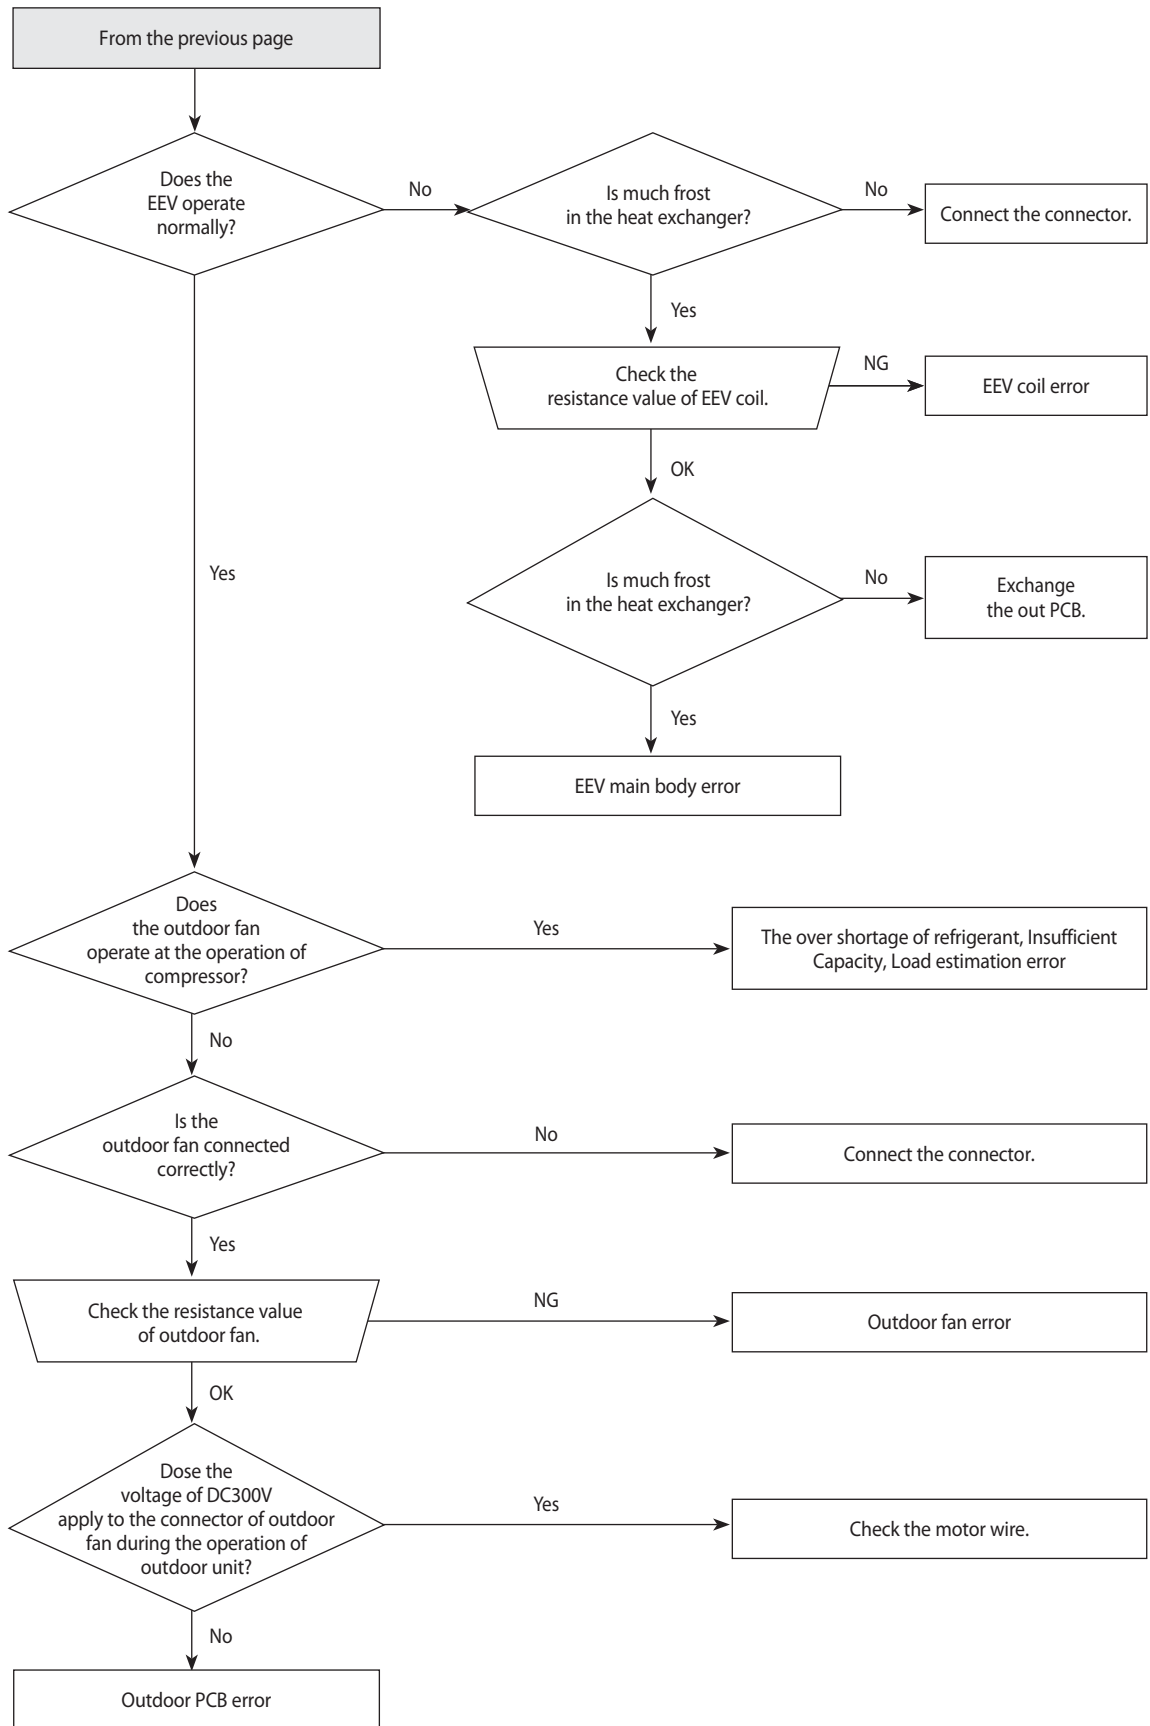 From the previous page
Does the
EEV operate
normally?
No
Is much frost
in the heat exchanger?
No
Connect the connector.
Yes
Check the
resistance value of EEV coil.
NG
EEV coil error
OK
Is much frost
in the heat exchanger?
No
Exchange
the out PCB.
Yes
EEV main body error
Yes
Does
the outdoor fan
operate at the operation of
compressor?
Yes
The over shortage of refrigerant, Insufficient
Capacity, Load estimation error
No
Is the
outdoor fan connected
correctly?
No
Connect the connector.
Yes
Check the resistance value
of outdoor fan.
NG
Outdoor fan error
OK
Dose the
voltage of DC300V
apply to the connector of outdoor
fan during the operation of
outdoor unit?
Yes
Check the motor wire.
No
Outdoor PCB error